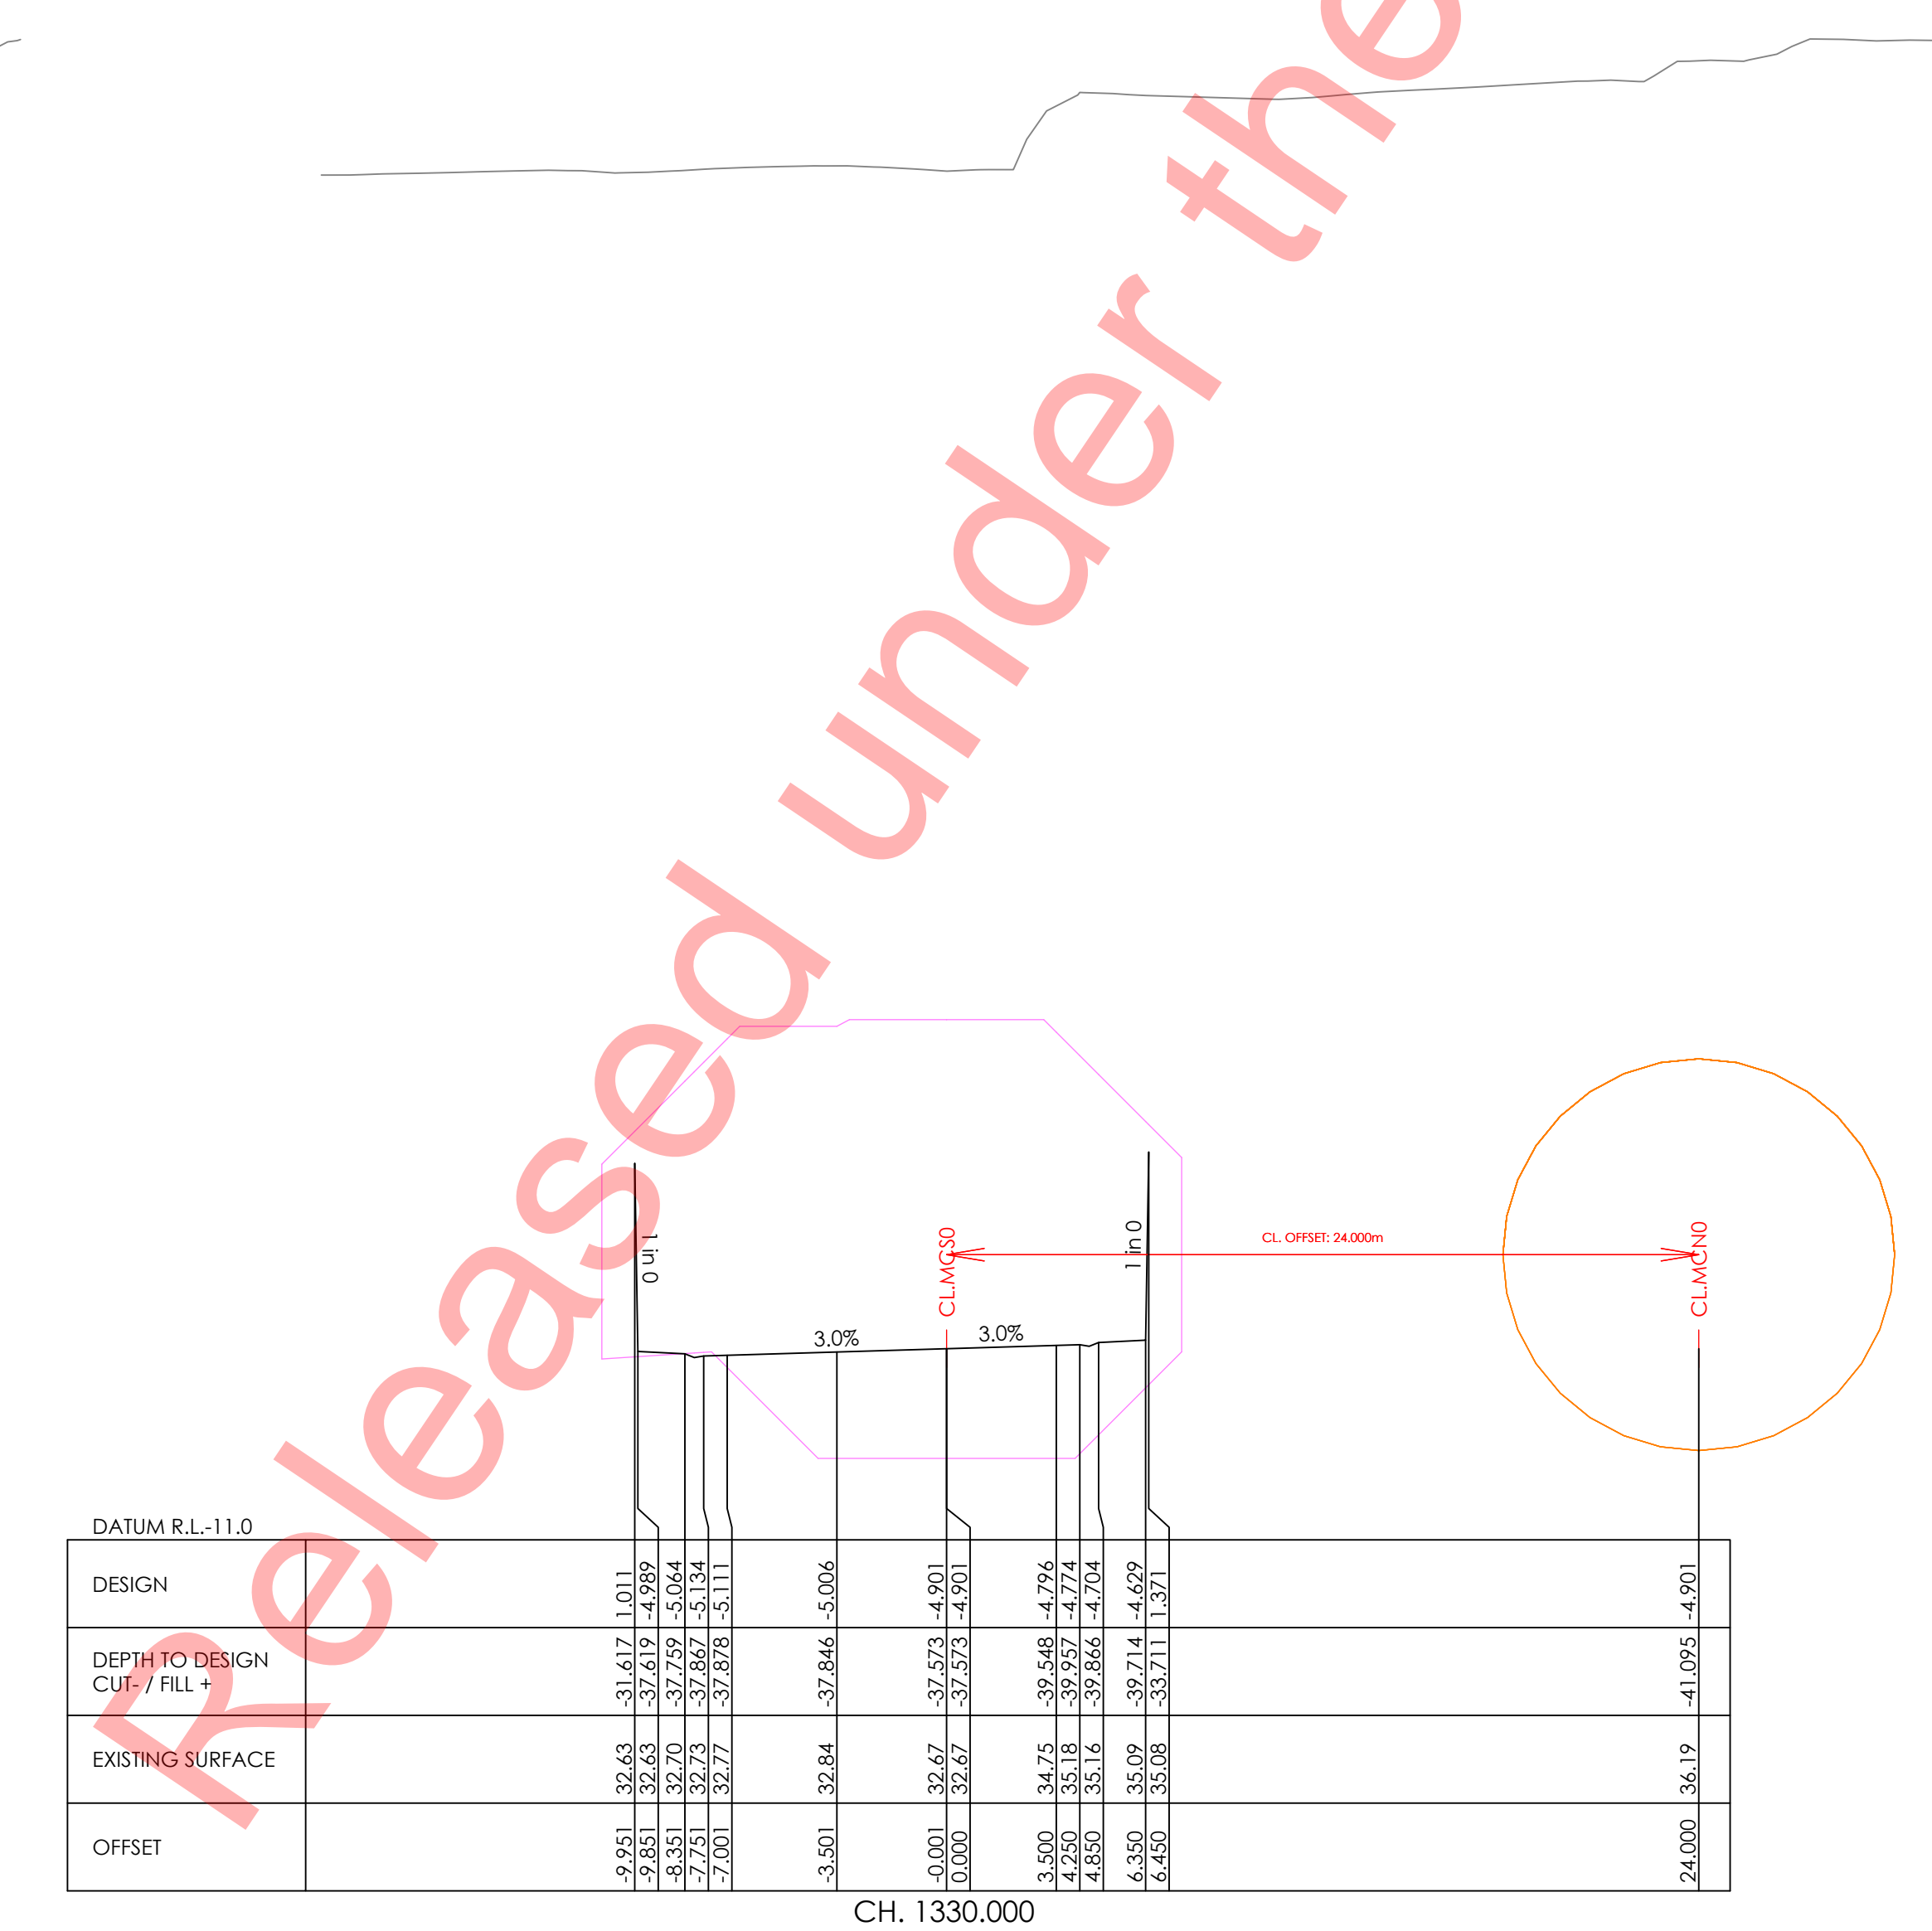 Released under the
1 in 0
1 in 0
CL.MCS0
CL. OFFSET: 24.000m
CL.MCN0
3.0%
3.0%
DATUM R.L.-11.0
DESIGN
1.011 -4.989 -5.064 -5.134 -5.111 -5.006 -4.901 -4.901 -4.796 -4.774 -4.704 -4.629 1.371 -4.901
DEPTH TO DESIGN
CUT- / FILL +
-31.617 -37.619 -37.759 -37.867 -37.878 -37.846 -37.573 -37.573 -39.548 -39.957 -39.866 -39.714 -33.711 -41.095
EXISTING SURFACE
32.63 32.63 32.70 32.73 32.77 32.84 32.67 32.67 34.75 35.18 35.16 35.09 35.08 36.19
OFFSET
-9.951 -9.851 -8.351 -7.751 -7.001 -3.501 -0.001 0.000 3.500 4.250 4.850 6.350 6.450 24.000
CH. 1330.000